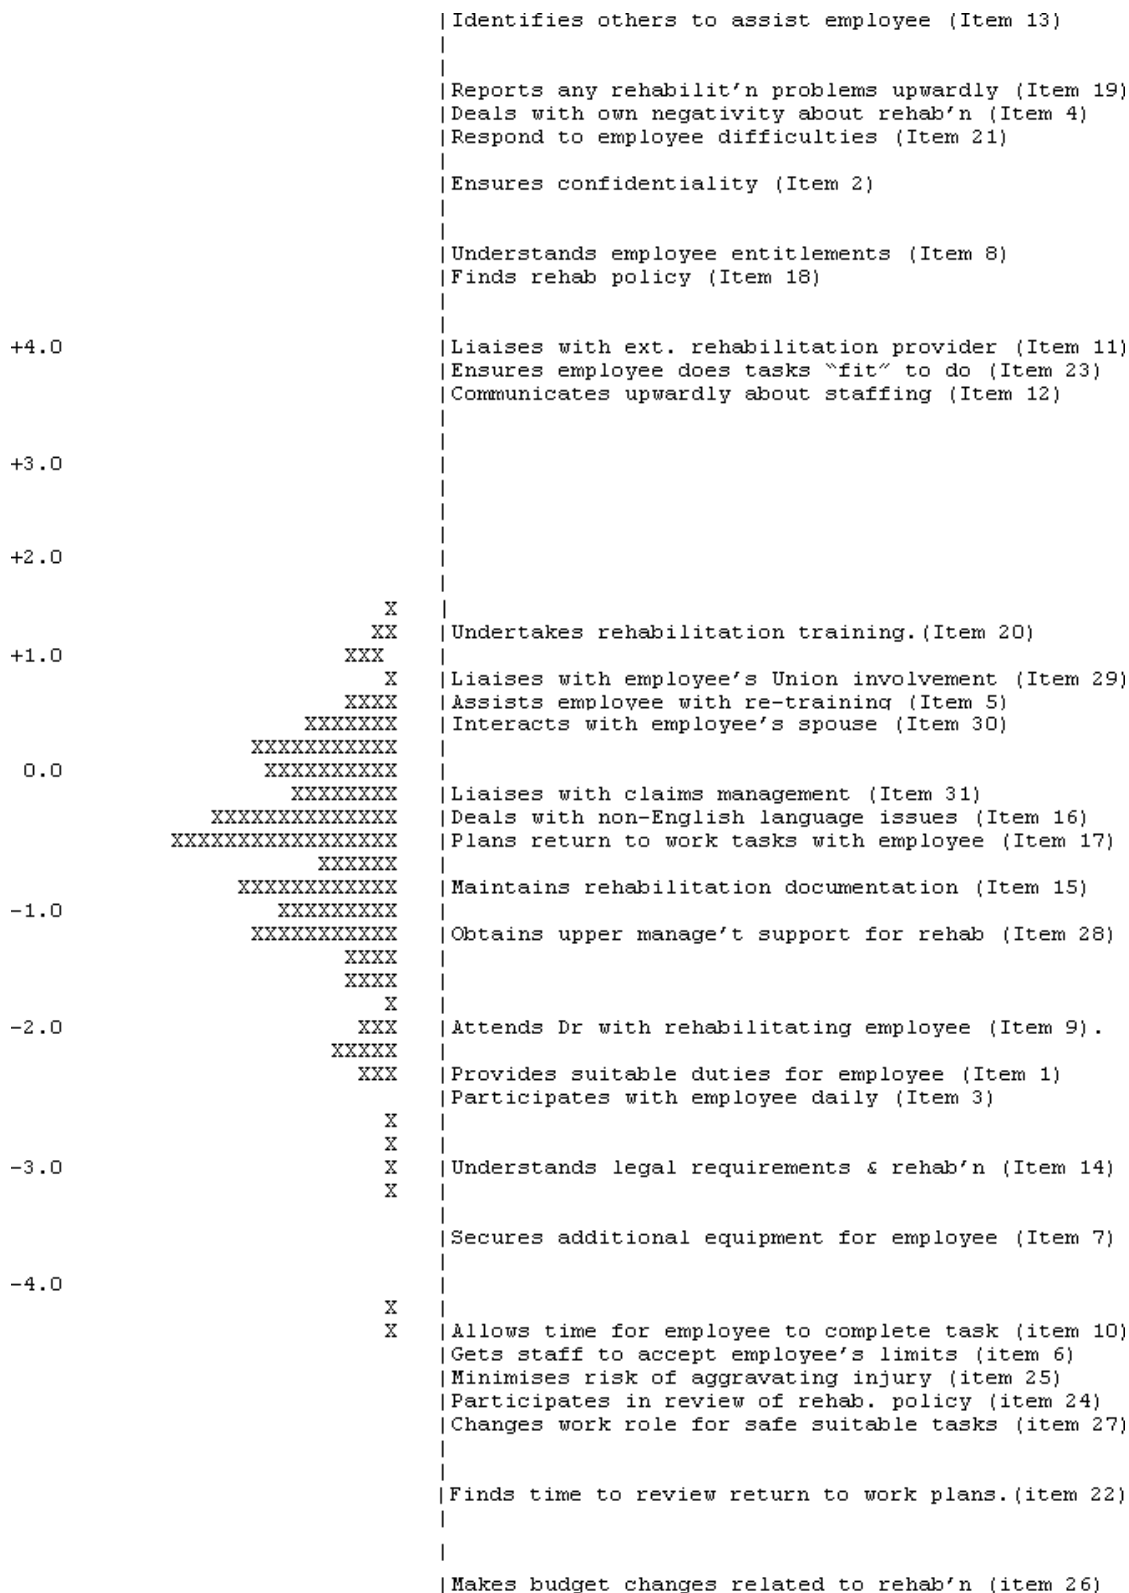 |Identifies others to assist employee (Item 13)
|Reports any rehabilit'n problems upwardly (Item 19)
|Deals with own negativity about rehab'n (Item 4)
|Respond to employee difficulties (Item 21)
|Ensures confidentiality (Item 2)
|Understands employee entitlements (Item 8)
|Finds rehab policy (Item 18)
+4.0 |Liaises with ext. rehabilitation provider (Item 11)
|Ensures employee does tasks “fit” to do (Item 23)
|Communicates upwardly about staffing (Item 12)
+3.0
+2.0
X |
XX |Undertakes rehabilitation training.(Item 20)
+1.0 XXX |
X |Liaises with employee's Union involvement (Item 29)
XXXX |Assists employee with re-training (Item 5)
XXXXXXX |Interacts with employee's spouse (Item 30)
XXXXXXXXXXX |
0.0 XXXXXXXXXX |
XXXXXXXX |Liaises with claims management (Item 31)
XXXXXXXXXXXXXX |Deals with non-English language issues (Item 16)
XXXXXXXXXXXXXXXXX |Plans return to work tasks with employee (Item 17)
XXXXXX |
XXXXXXXXXXXX |Maintains rehabilitation documentation (Item 15)
-1.0 XXXXXXXXX |
XXXXXXXXXXX |Obtains upper manage't support for rehab (Item 28)
XXXX |
XXXX |
X |
-2.0 XXX |Attends Dr with rehabilitating employee (Item 9).
XXXXX |
XXX |Provides suitable duties for employee (Item 1)
|Participates with employee daily (Item 3)
X |
X |
-3.0 X |Understands legal requirements & rehab'n (Item 14)
X |
|Secures additional equipment for employee (Item 7)
-4.0 |
X |
X |Allows time for employee to complete task (item 10)
|Gets staff to accept employee's limits (item 6)
|Minimises risk of aggravating injury (item 25)
|Participates in review of rehab. policy (item 24)
|Changes work role for safe suitable tasks (item 27)
|Finds time to review return to work plans.(item 22)
|Makes budget changes related to rehab'n (item 26)